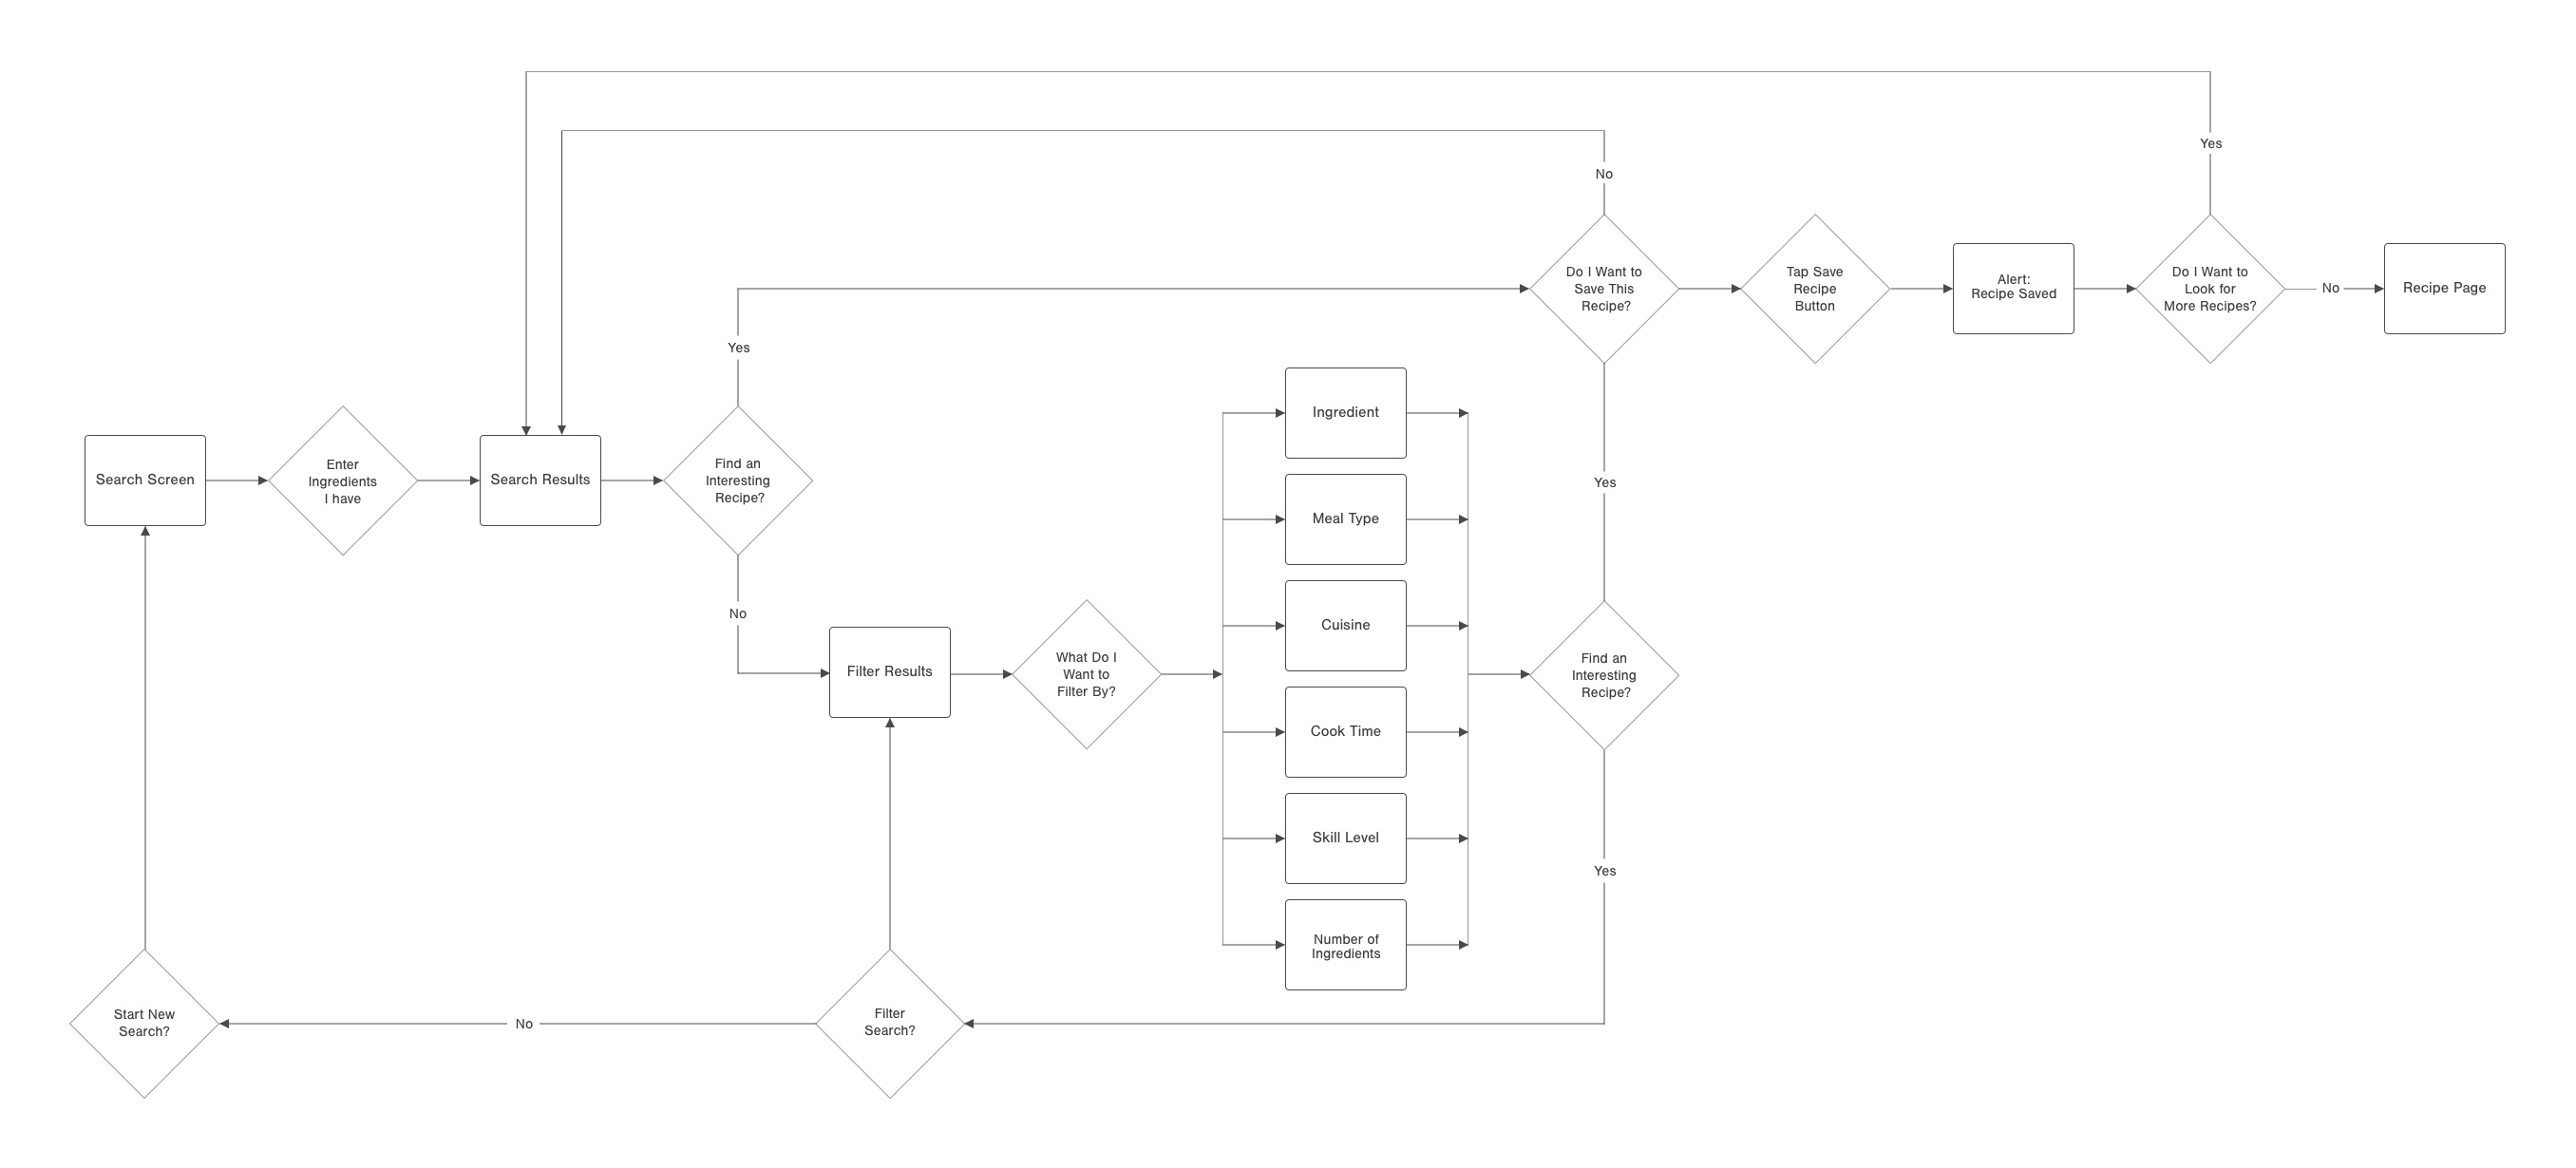 Yes
No
Do I Want to
Save This
Recipe?
Tap Save
Recipe
Button
Alert:
Recipe Saved
Do I Want to
Look for
More Recipes?
No
Recipe Page
Yes
Ingredient
Search Screen
Enter
Ingredients
I have
Search Results
Find an
Interesting
Recipe?
Yes
Meal Type
No
Cuisine
Filter Results
What Do I
Want to
Filter By?
Find an
Interesting
Recipe?
Cook Time
Skill Level
Yes
Number of
Ingredients
Start New
Search?
No
Filter
Search?